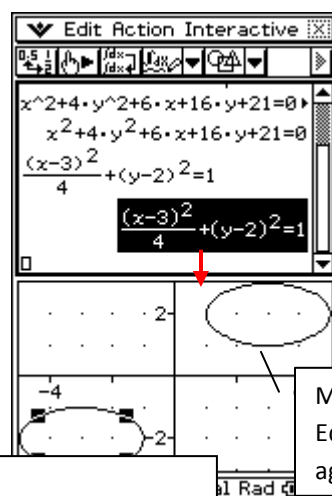 Edit Action Interactive
x^2+4·y^2+6·x+16·y+21=0
x²+4·y²+6·x+16·y+21=0
(x-3)²/4+(y-2)²=1
(x-3)²/4+(y-2)²=1
2
-4
-2
al Rad